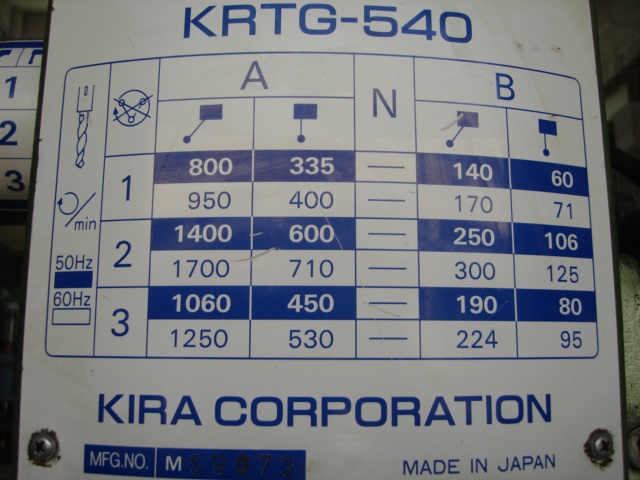 KRTG-540
A N B
1 800 335 — 140 60
950 400 — 170 71
2 1400 600 — 250 106
1700 710 — 300 125
3 1060 450 — 190 80
1250 530 — 224 95
/min
50Hz
60Hz
1
2
3
KIRA CORPORATION
MFG.NO. M
MADE IN JAPAN